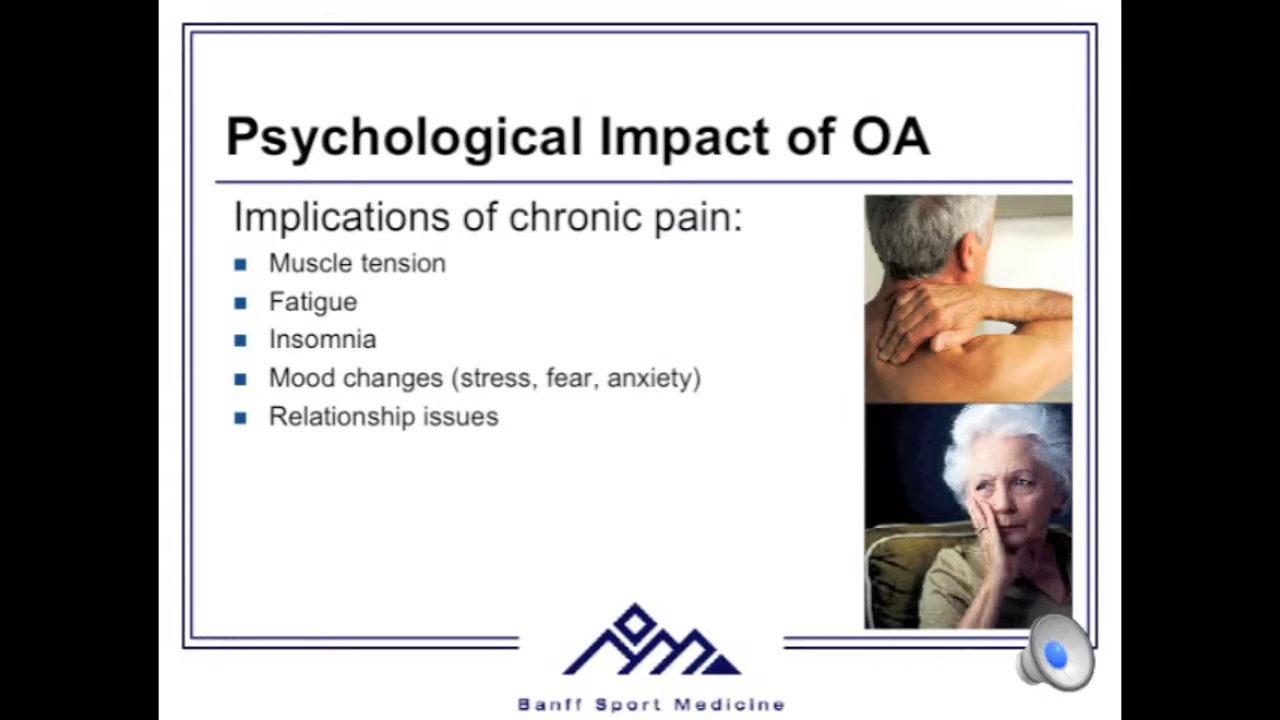 Psychological Impact of OA
Implications of chronic pain:
Muscle tension
Fatigue
Insomnia
Mood changes (stress, fear, anxiety)
Relationship issues
Banff Sport Medicine